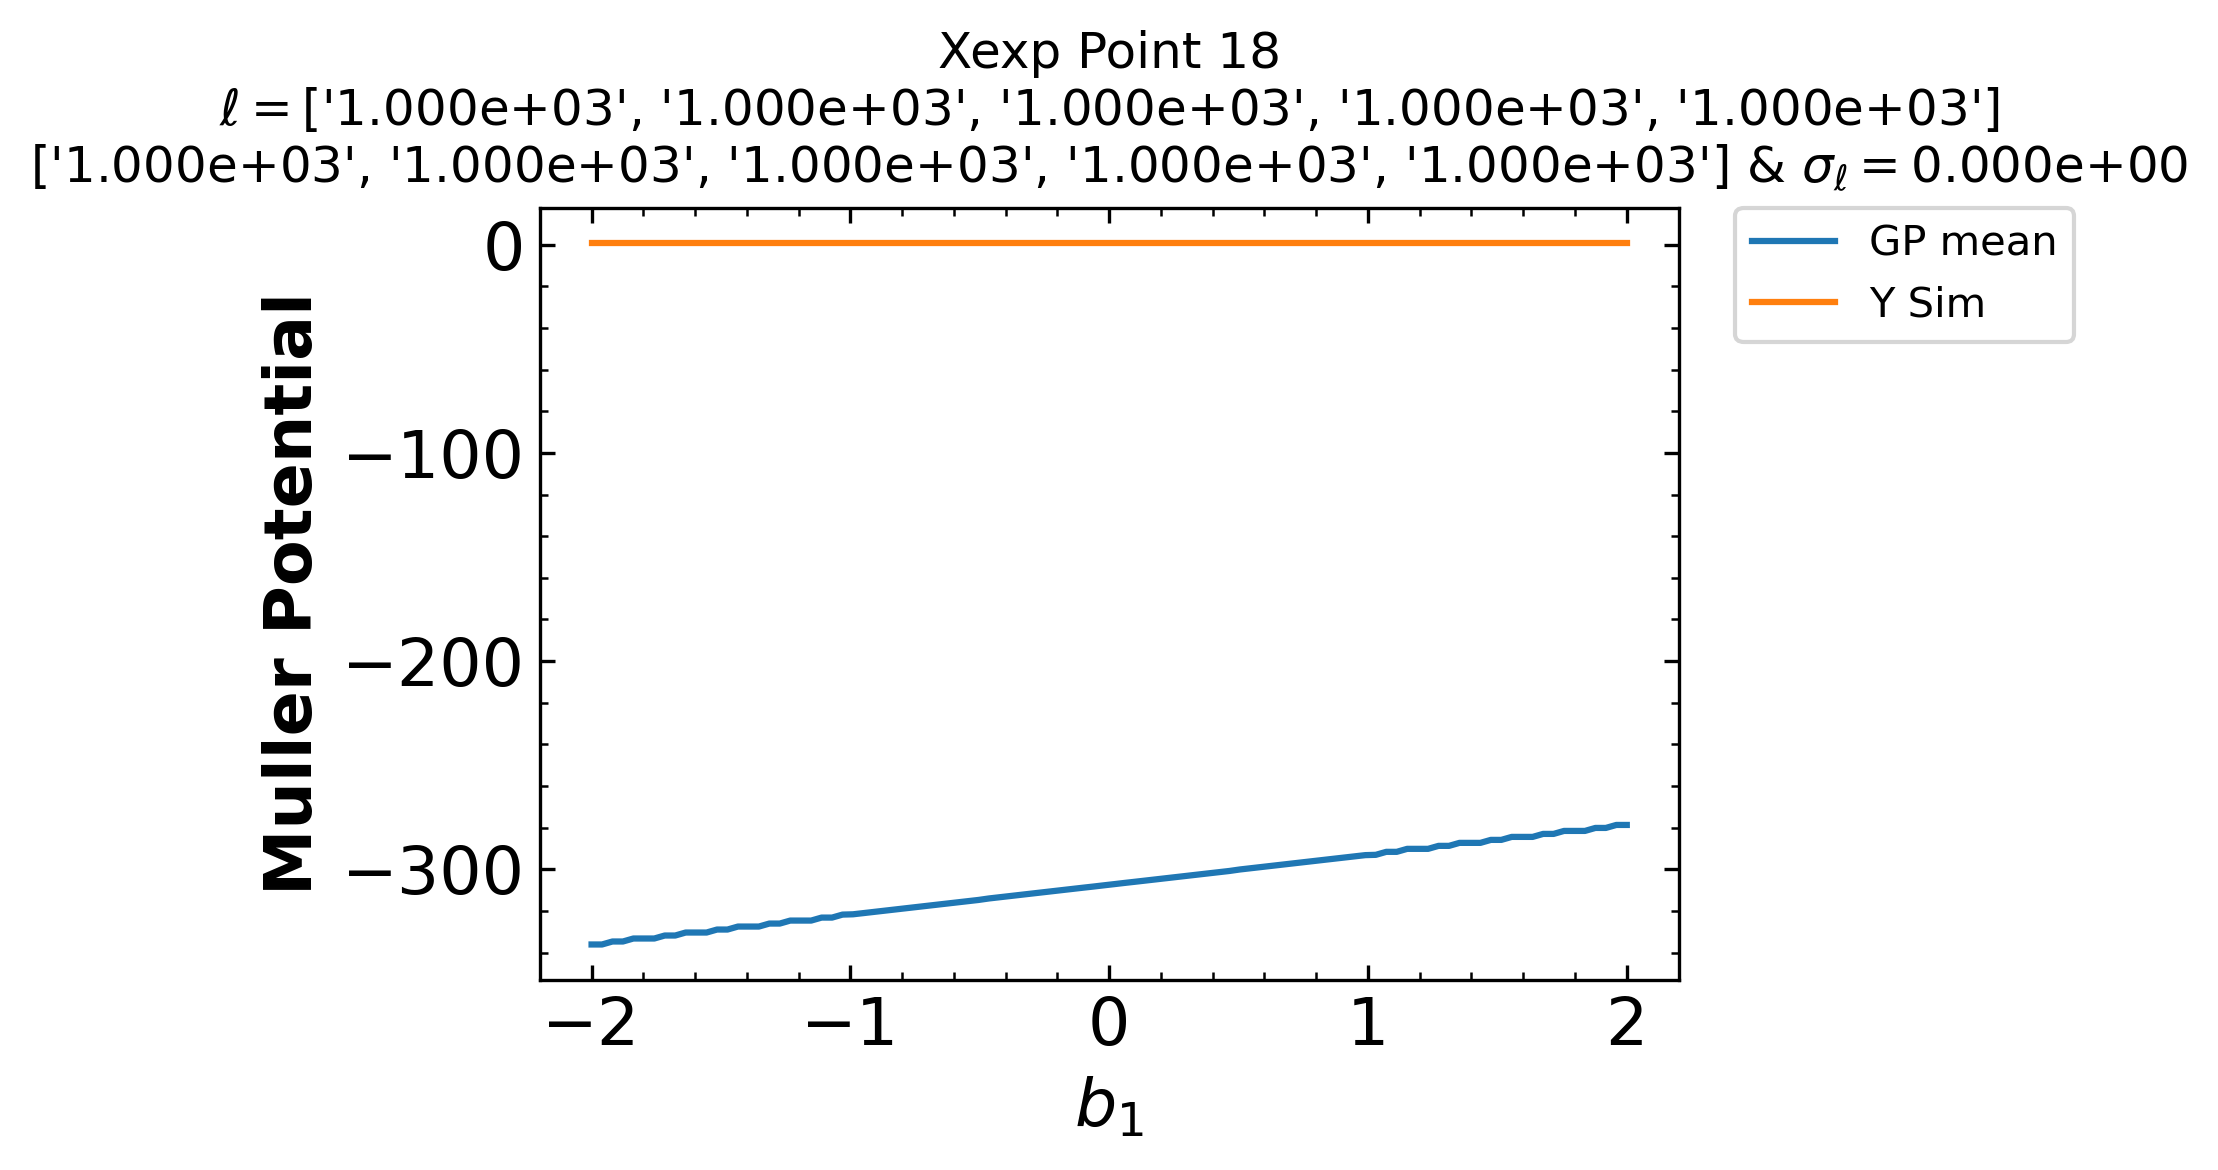 Xexp Point 18
ℓ = ['1.000e+03', '1.000e+03', '1.000e+03', '1.000e+03', '1.000e+03']
['1.000e+03', '1.000e+03', '1.000e+03', '1.000e+03', '1.000e+03'] & σℓ = 0.000e+00
GP mean
Y Sim
Muller Potential
0
−100
−200
−300
−2 −1 0 1 2
b1